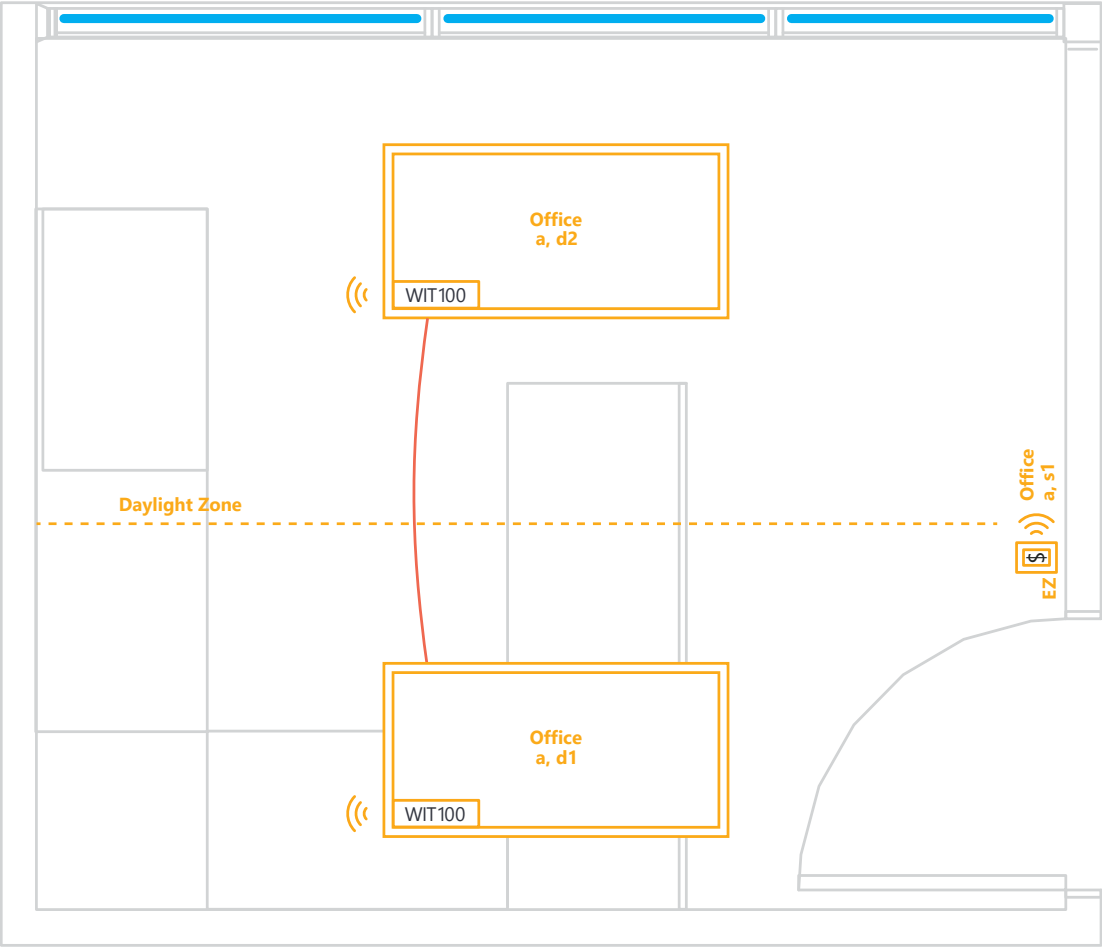 Office
a, d2
WIT100
Daylight Zone
Office
a, s1
$
EZ
Office
a, d1
WIT100